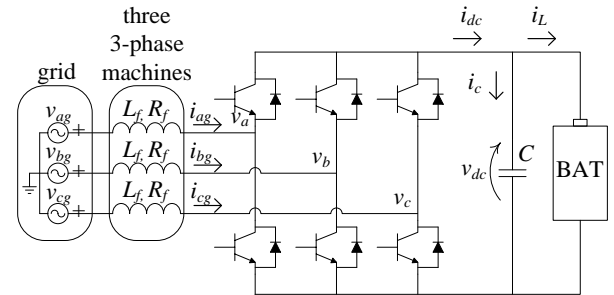 three
3-phase
machines
grid
i_dc
i_L
i_c
v_ag
L_f, R_f
i_ag
v_a
v_bg
L_f, R_f
i_bg
v_b
v_dc
C
BAT
v_cg
L_f, R_f
i_cg
v_c